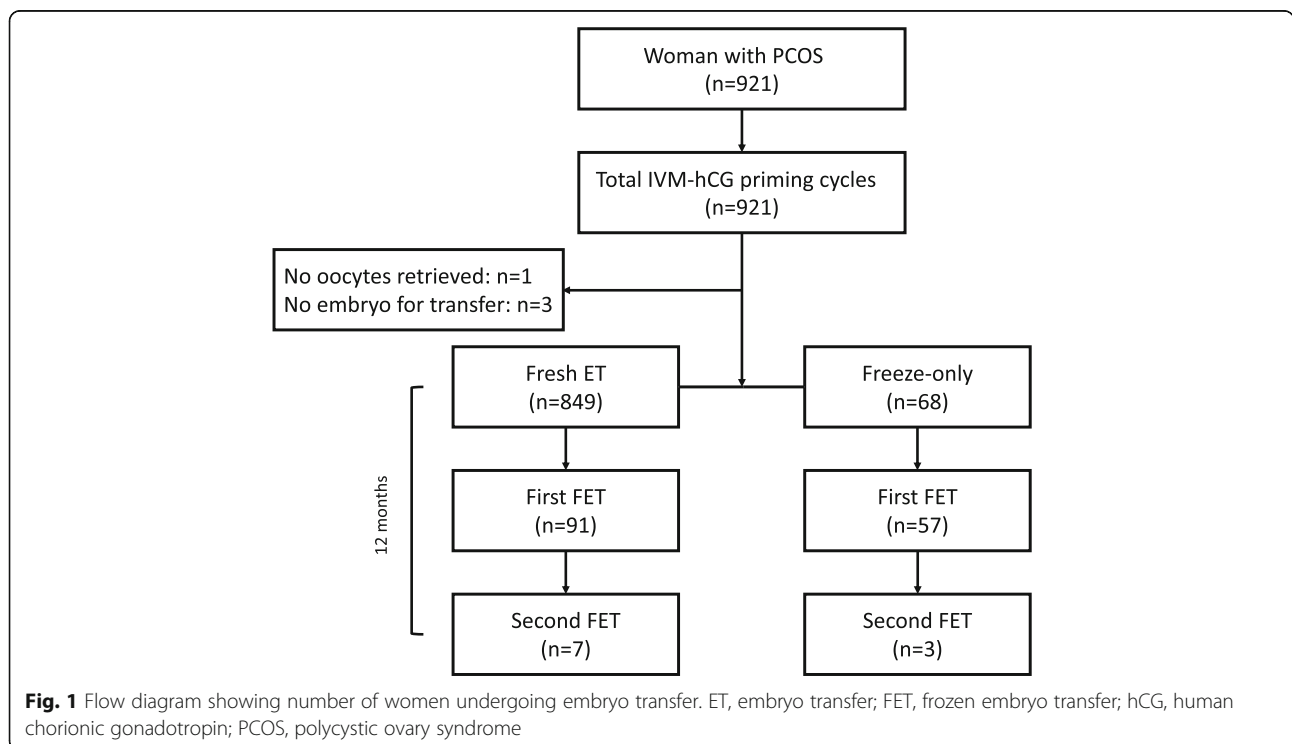 Woman with PCOS
(n=921)
Total IVM-hCG priming cycles
(n=921)
No oocytes retrieved: n=1
No embryo for transfer: n=3
Fresh ET
(n=849)
Freeze-only
(n=68)
12 months
First FET
(n=91)
First FET
(n=57)
Second FET
(n=7)
Second FET
(n=3)
Fig. 1 Flow diagram showing number of women undergoing embryo transfer. ET, embryo transfer; FET, frozen embryo transfer; hCG, human
chorionic gonadotropin; PCOS, polycystic ovary syndrome